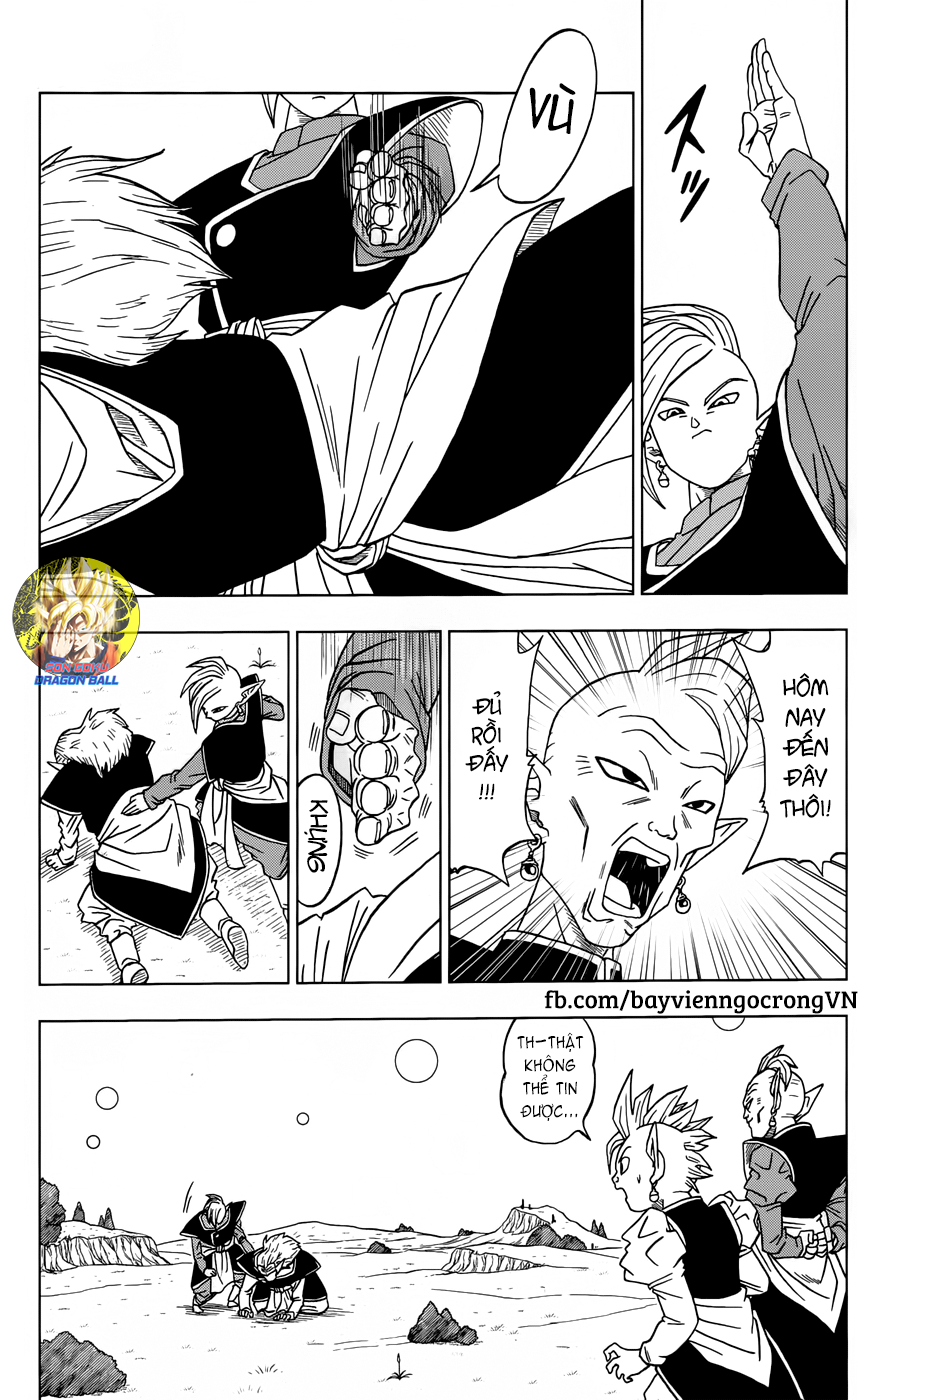 スッ
VÙ
HÔM
NAY
ĐẾN
ĐÂY
THÔI!
ĐỦ
RỒI
ĐẤY
!!!
KHỰNG
SON GOKU
DRAGON BALL
fb.com/bayvienngocrongVN
TH-THẬT
KHÔNG
THỂ TIN
ĐƯỢC...